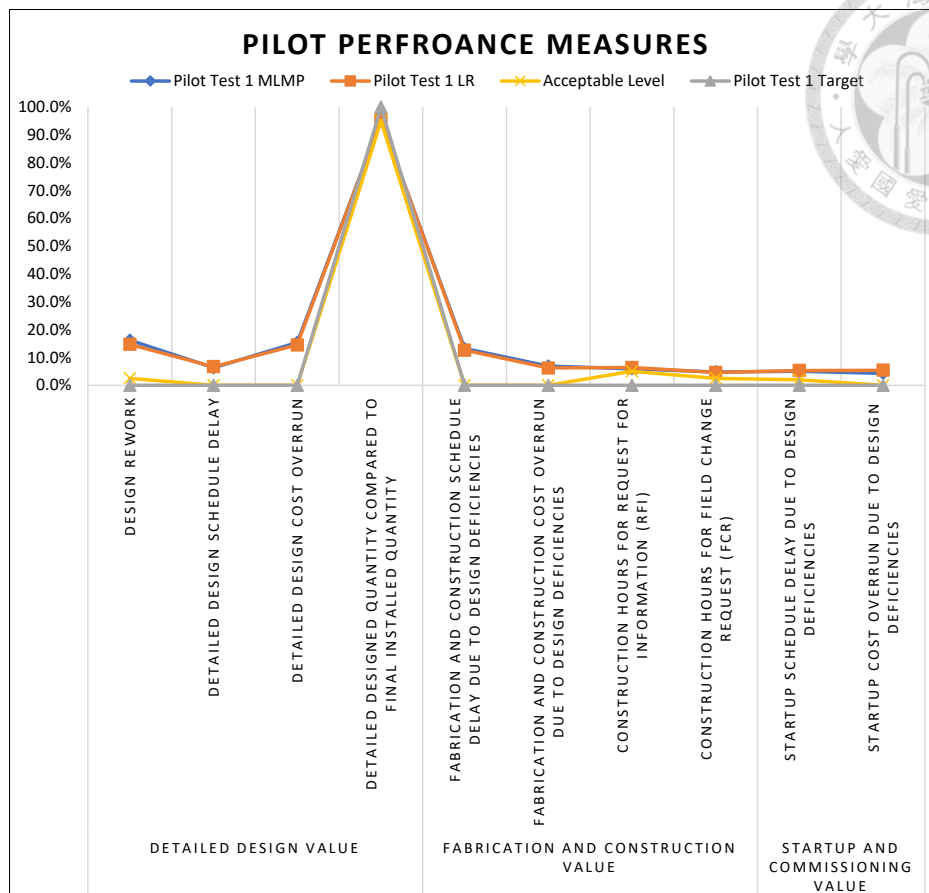 PILOT PERFROANCE MEASURES
Pilot Test 1 MLMP
Pilot Test 1 LR
Acceptable Level
Pilot Test 1 Target
100.0%
90.0%
80.0%
70.0%
60.0%
50.0%
40.0%
30.0%
20.0%
10.0%
0.0%
DESIGN REWORK
DETAILED DESIGN SCHEDULE DELAY
DETAILED DESIGN COST OVERRUN
DETAILED DESIGNED QUANTITY COMPARED TO
FINAL INSTALLED QUANTITY
FABRICATION AND CONSTRUCTION SCHEDULE
DELAY DUE TO DESIGN DEFICIENCIES
FABRICATION AND CONSTRUCTION COST OVERRUN
DUE TO DESIGN DEFICIENCIES
CONSTRUCTION HOURS FOR REQUEST FOR
INFORMATION (RFI)
CONSTRUCTION HOURS FOR FIELD CHANGE
REQUEST (FCR)
STARTUP SCHEDULE DELAY DUE TO DESIGN
DEFICIENCIES
STARTUP COST OVERRUN DUE TO DESIGN
DEFICIENCIES
DETAILED DESIGN VALUE
FABRICATION AND CONSTRUCTION
VALUE
STARTUP AND
COMMISSIONING
VALUE
學大
人愛國愛